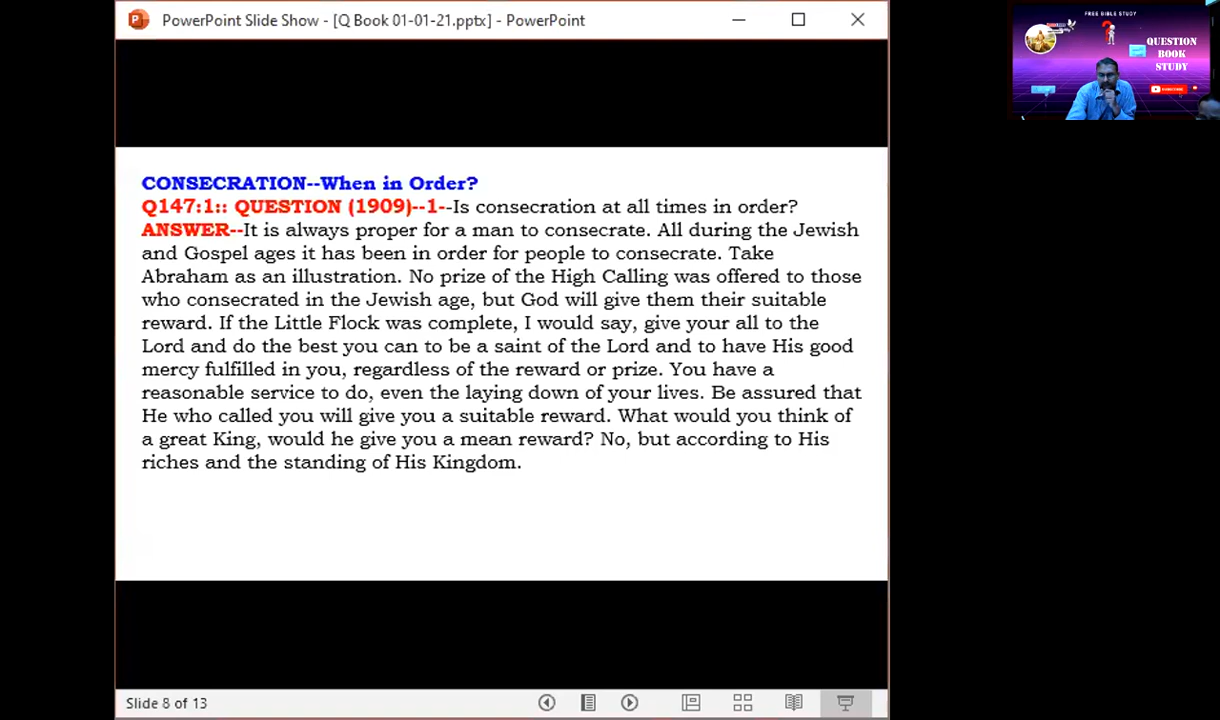 PowerPoint Slide Show - [Q Book 01-01-21.pptx] - PowerPoint
FREE BIBLE STUDY
QUESTION
BOOK
STUDY
CONSECRATION--When in Order?
Q147:1:: QUESTION (1909)--1--Is consecration at all times in order?
ANSWER--It is always proper for a man to consecrate. All during the Jewish
and Gospel ages it has been in order for people to consecrate. Take
Abraham as an illustration. No prize of the High Calling was offered to those
who consecrated in the Jewish age, but God will give them their suitable
reward. If the Little Flock was complete, I would say, give your all to the
Lord and do the best you can to be a saint of the Lord and to have His good
mercy fulfilled in you, regardless of the reward or prize. You have a
reasonable service to do, even the laying down of your lives. Be assured that
He who called you will give you a suitable reward. What would you think of
a great King, would he give you a mean reward? No, but according to His
riches and the standing of His Kingdom.
Slide 8 of 13